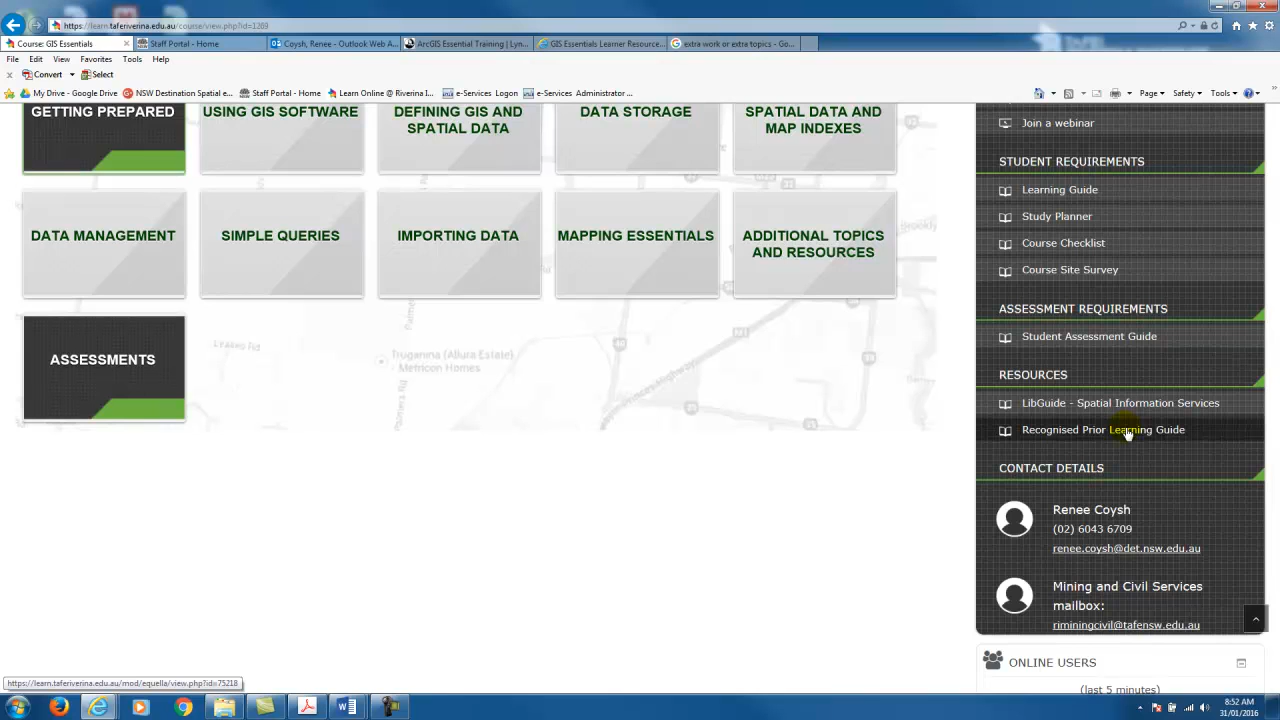 https://learn.taferiverina.edu.au/course/view.php?id=1269
Course: GIS Essentials
Staff Portal - Home
Coysh, Renee - Outlook Web A...
ArcGIS Essential Training | Lyn...
GIS Essentials Learner Resource...
extra work or extra topics - Go...
File Edit View Favorites Tools Help
Convert Select
My Drive - Google Drive
NSW Destination Spatial e...
Staff Portal - Home
Learn Online @ Riverina I...
e-Services Logon
e-Services Administrator ...
Page Safety Tools
GETTING PREPARED
USING GIS SOFTWARE
DEFINING GIS AND
SPATIAL DATA
DATA STORAGE
SPATIAL DATA AND
MAP INDEXES
DATA MANAGEMENT
SIMPLE QUERIES
IMPORTING DATA
MAPPING ESSENTIALS
ADDITIONAL TOPICS
AND RESOURCES
ASSESSMENTS
Truganina (Allura Estate)
Metricon Homes
Join a webinar
STUDENT REQUIREMENTS
Learning Guide
Study Planner
Course Checklist
Course Site Survey
ASSESSMENT REQUIREMENTS
Student Assessment Guide
RESOURCES
LibGuide - Spatial Information Services
Recognised Prior Learning Guide
CONTACT DETAILS
Renee Coysh
(02) 6043 6709
renee.coysh@det.nsw.edu.au
Mining and Civil Services
mailbox:
riminingcivil@tafensw.edu.au
ONLINE USERS
(last 5 minutes)
https://learn.taferiverina.edu.au/mod/equella/view.php?id=75218
8:52 AM
31/01/2016